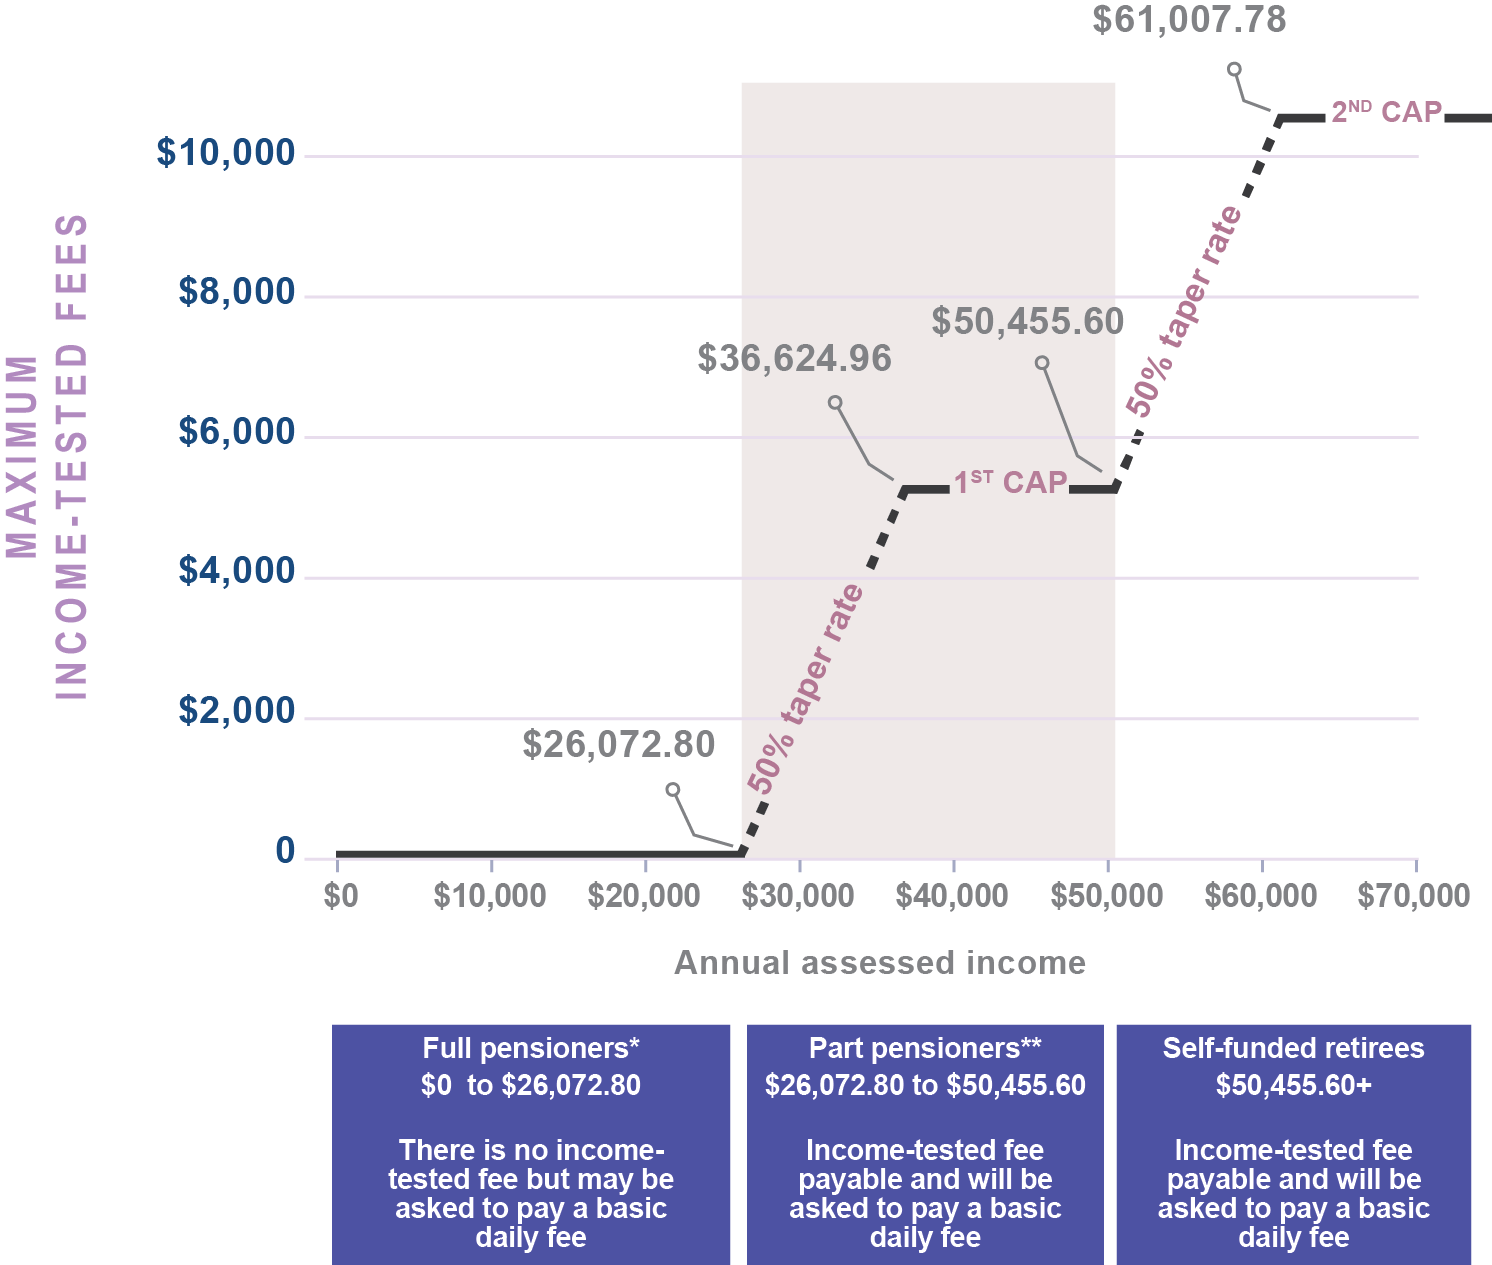 $61,007.78
2ND CAP
$10,000
$8,000
$6,000
$4,000
$2,000
0
MAXIMUM
INCOME-TESTED FEES
50% taper rate
$50,455.60
$36,624.96
1ST CAP
50% taper rate
$26,072.80
$0
$10,000
$20,000
$30,000
$40,000
$50,000
$60,000
$70,000
Annual assessed income
Full pensioners*
$0 to $26,072.80
There is no income-
tested fee but may be
asked to pay a basic
daily fee
Part pensioners**
$26,072.80 to $50,455.60
Income-tested fee
payable and will be
asked to pay a basic
daily fee
Self-funded retirees
$50,455.60+
Income-tested fee
payable and will be
asked to pay a basic
daily fee